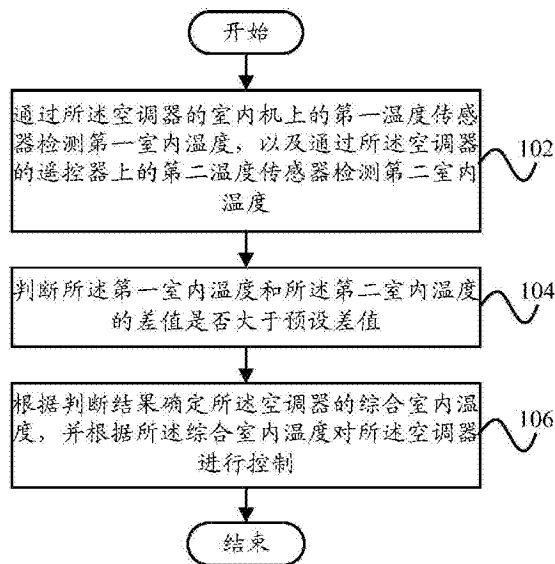 开始
通过所述空调器的室内机上的第一温度传感
器检测第一室内温度，以及通过所述空调器
的遥控器上的第二温度传感器检测第二室内
温度
102
判断所述第一室内温度和所述第二室内温度
的差值是否大于预设差值
104
根据判断结果确定所述空调器的综合室内温
度，并根据所述综合室内温度对所述空调器
进行控制
106
结束